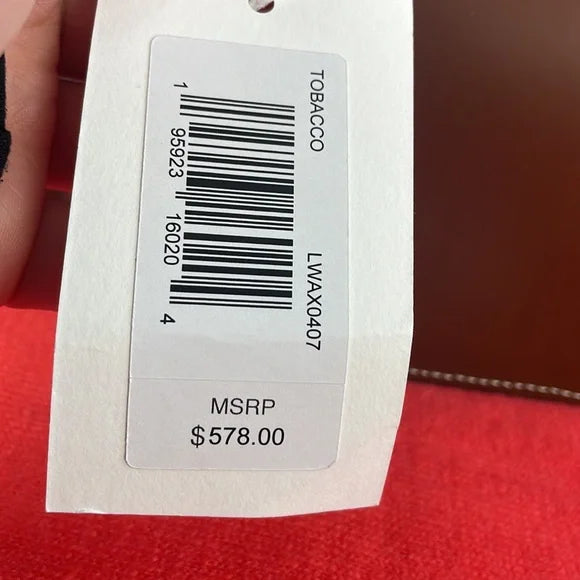 TOBACCO LWAX0407
1 95923 16020 4
MSRP
$578.00